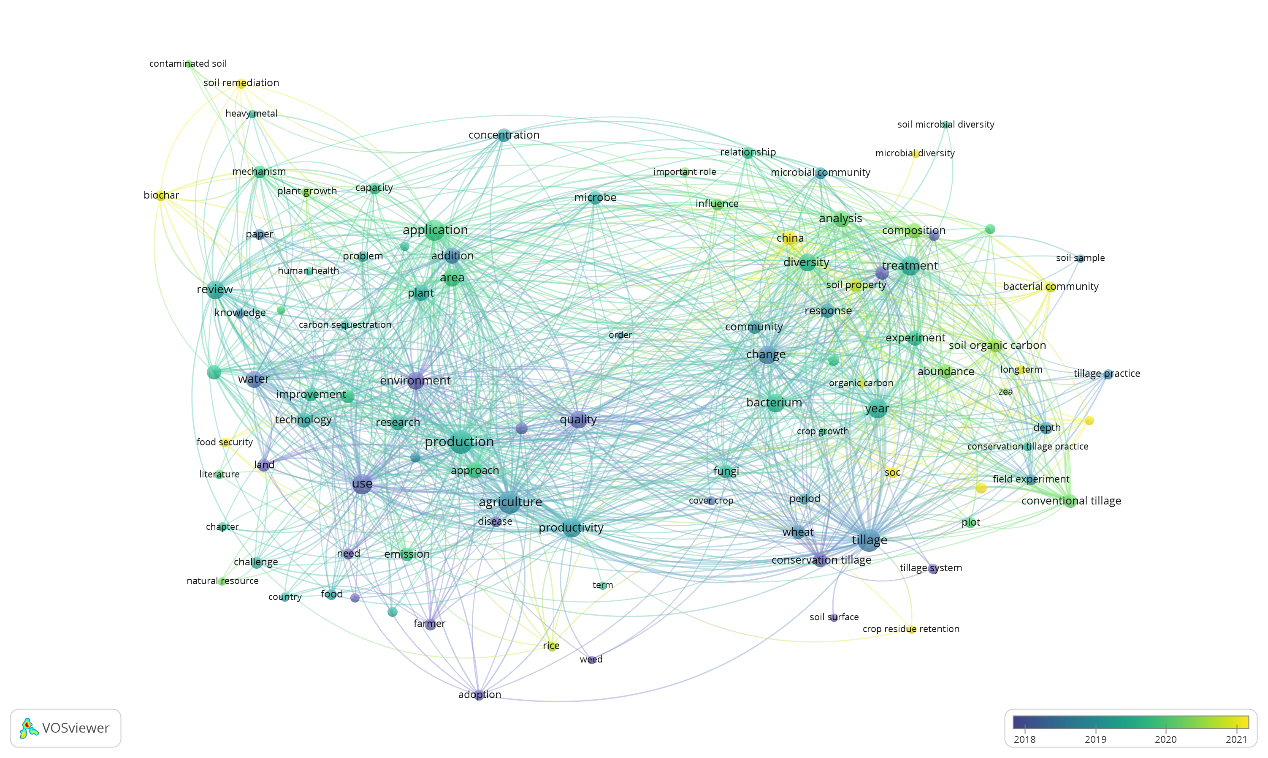 contaminated soil
soil remediation
heavy metal
soil microbial diversity
concentration
relationship
microbial diversity
mechanism
important role
microbial community
plant growth
capacity
biochar
microbe
influence
analysis
paper
application
china
composition
problem
addition
diversity
treatment
soil sample
human health
area
soil property
bacterial community
review
plant
knowledge
carbon sequestration
response
community
order
experiment
soil organic carbon
change
water
environment
abundance
long term
tillage practice
organic carbon
improvement
zea
bacterium
year
technology
research
quality
crop growth
depth
food security
production
conservation tillage practice
land
literature
approach
fungi
soc
field experiment
use
agriculture
cover crop
period
conventional tillage
chapter
disease
productivity
wheat
plot
tillage
need
emission
challenge
conservation tillage
tillage system
natural resource
country
food
term
farmer
soil surface
crop residue retention
rice
weed
adoption
VOSviewer
2018 2019 2020 2021